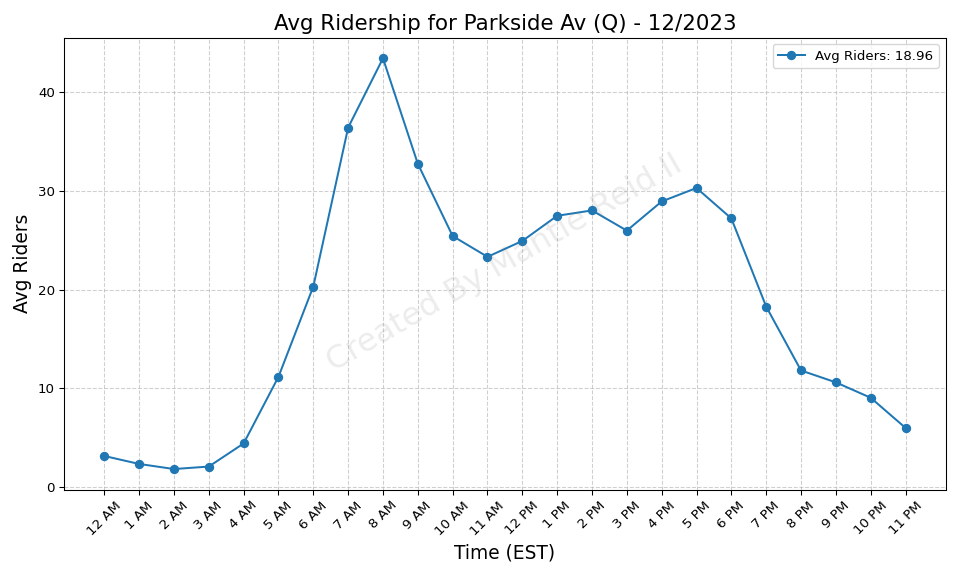 Avg Ridership for Parkside Av (Q) - 12/2023
Avg Riders: 18.96
Avg Riders
40
30
20
10
0
Created By Mantie Reid II
12 AM
1 AM
2 AM
3 AM
4 AM
5 AM
6 AM
7 AM
8 AM
9 AM
10 AM
11 AM
12 PM
1 PM
2 PM
3 PM
4 PM
5 PM
6 PM
7 PM
8 PM
9 PM
10 PM
11 PM
Time (EST)